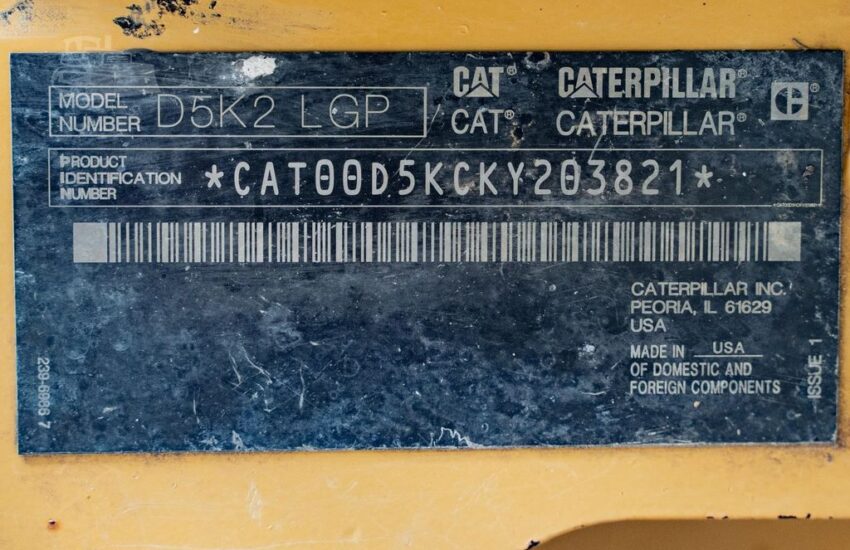 MODEL NUMBER D5K2 LGP
CAT® CATERPILLAR®
CAT® CATERPILLAR®
PRODUCT IDENTIFICATION NUMBER *CAT00D5KCKY203821*
CATERPILLAR INC.
PEORIA, IL 61629
USA
MADE IN USA
OF DOMESTIC AND
FOREIGN COMPONENTS
ISSUE 1
239-6986 7